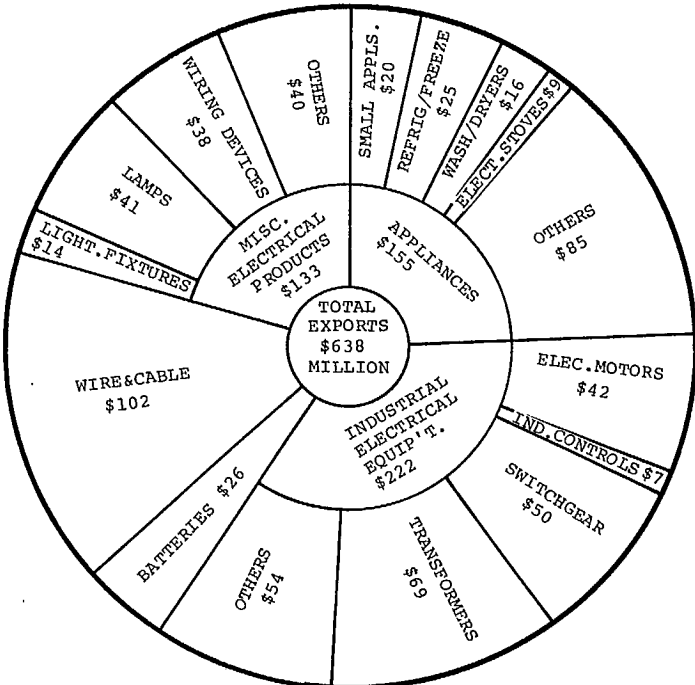 TOTAL
EXPORTS
$638
MILLION
APPLIANCES
$155
SMALL APPLS.
$20
REFRIG/FREEZE
$25
WASH/DRYERS
$16
ELECT.STOVES$9
OTHERS
$85
INDUSTRIAL
ELECTRICAL
EQUIP'T.
$222
ELEC.MOTORS
$42
IND.CONTROLS $7
SWITCHGEAR
$50
TRANSFORMERS
$69
OTHERS
$54
BATTERIES $26
WIRE&CABLE
$102
MISC.
ELECTRICAL
PRODUCTS
$133
LIGHT.FIXTURES
$14
LAMPS
$41
WIRING DEVICES
$38
OTHERS
$40